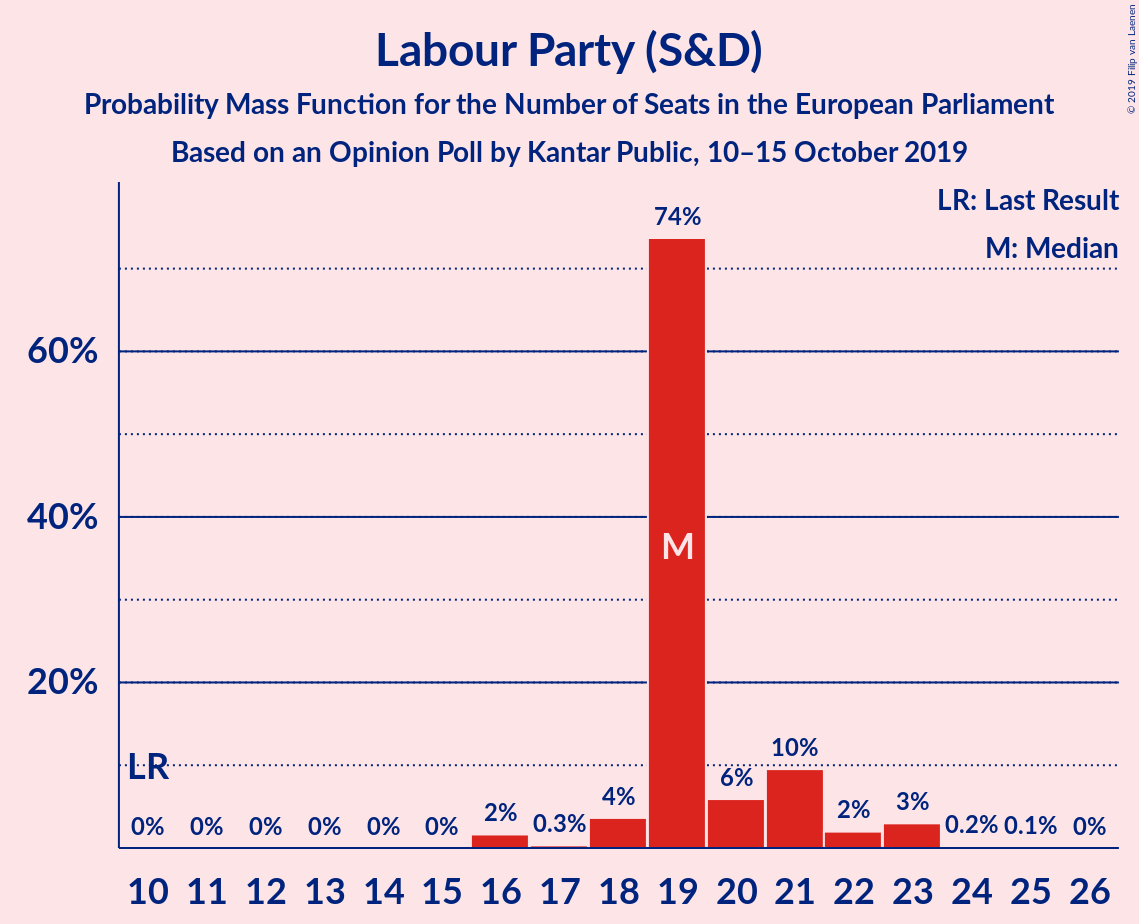 Labour Party (S&D)
Probability Mass Function for the Number of Seats in the European Parliament
Based on an Opinion Poll by Kantar Public, 10–15 October 2019
© 2019 Filip van Laenen
LR: Last Result
M: Median
74%
60%
40%
M
20%
LR
10%
6%
4%
3%
2%
2%
0.3%
0.2%
0.1%
0%
0%
0%
0%
0%
0%
0%
10 11 12 13 14 15 16 17 18 19 20 21 22 23 24 25 26